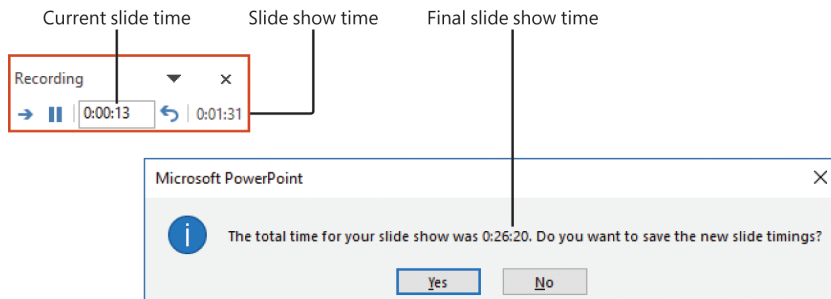 Current slide time Slide show time Final slide show time
Recording
0:00:13 0:01:31
Microsoft PowerPoint
The total time for your slide show was 0:26:20. Do you want to save the new slide timings?
Yes No